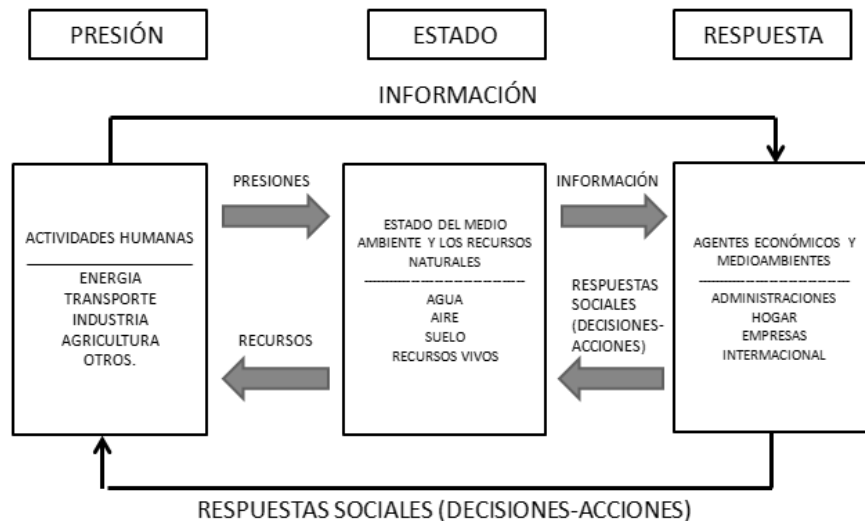 PRESIÓN
ESTADO
RESPUESTA
INFORMACIÓN
ACTIVIDADES HUMANAS
ENERGIA
TRANSPORTE
INDUSTRIA
AGRICULTURA
OTROS.
PRESIONES
RECURSOS
ESTADO DEL MEDIO
AMBIENTE Y LOS RECURSOS
NATURALES
AGUA
AIRE
SUELO
RECURSOS VIVOS
INFORMACIÓN
RESPUESTAS
SOCIALES
(DECISIONES-
ACCIONES)
AGENTES ECONÓMICOS Y
MEDIOAMBIENTES
ADMINISTRACIONES
HOGAR
EMPRESAS
INTERMACIONAL
RESPUESTAS SOCIALES (DECISIONES-ACCIONES)